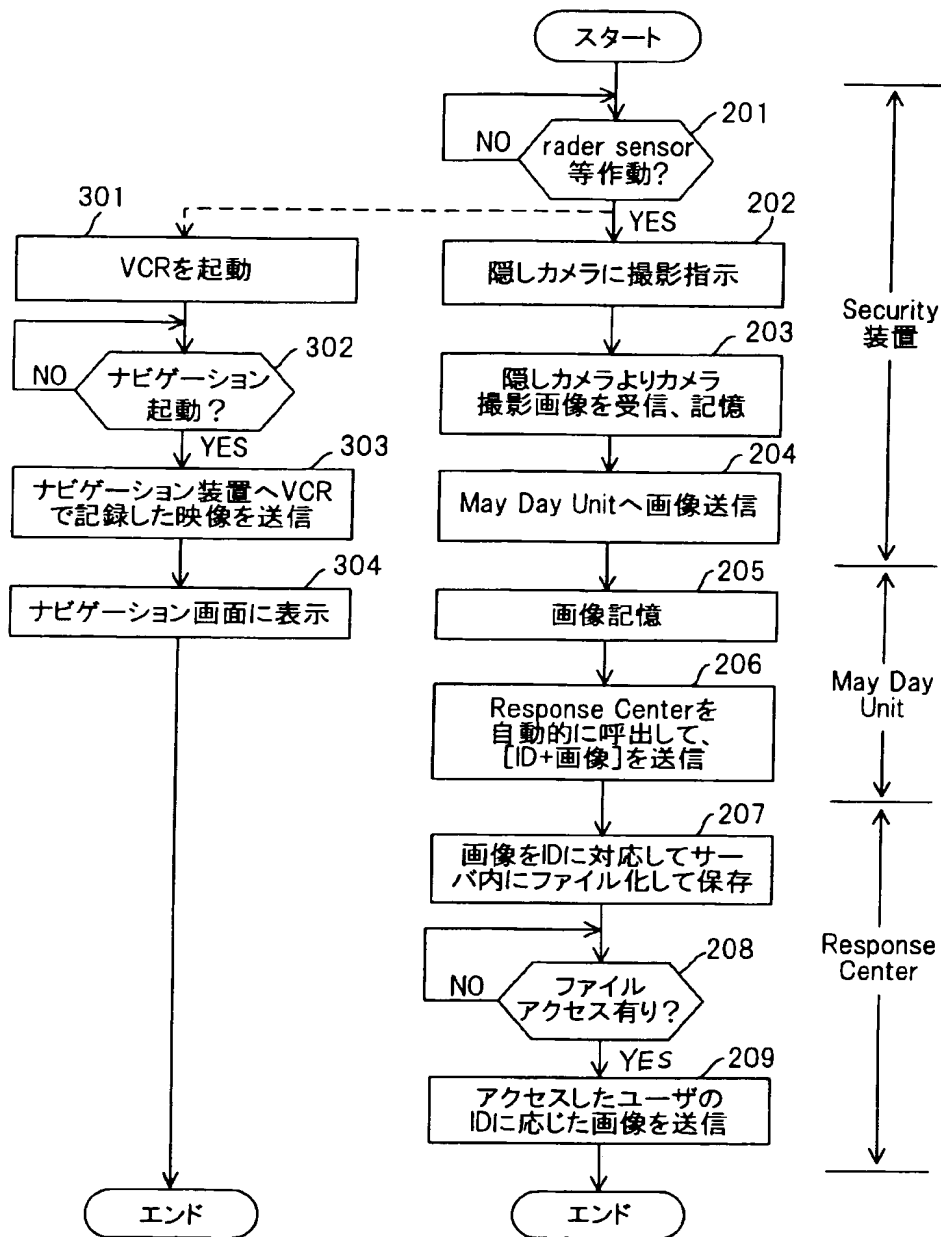 スタート
201
NO
rader sensor
等作動?
YES
301
VCRを起動
202
隠しカメラに撮影指示
302
NO
ナビゲーション
起動?
YES
203
隠しカメラよりカメラ
撮影画像を受信、記憶
303
ナビゲーション装置へVCR
で記録した映像を送信
204
May Day Unitへ画像送信
Security
装置
304
ナビゲーション画面に表示
205
画像記憶
206
Response Centerを
自動的に呼出して、
[ID+画像]を送信
May Day
Unit
207
画像をIDに対応してサー
バ内にファイル化して保存
208
NO
ファイル
アクセス有り?
YES
209
アクセスしたユーザの
IDに応じた画像を送信
Response
Center
エンド
エンド